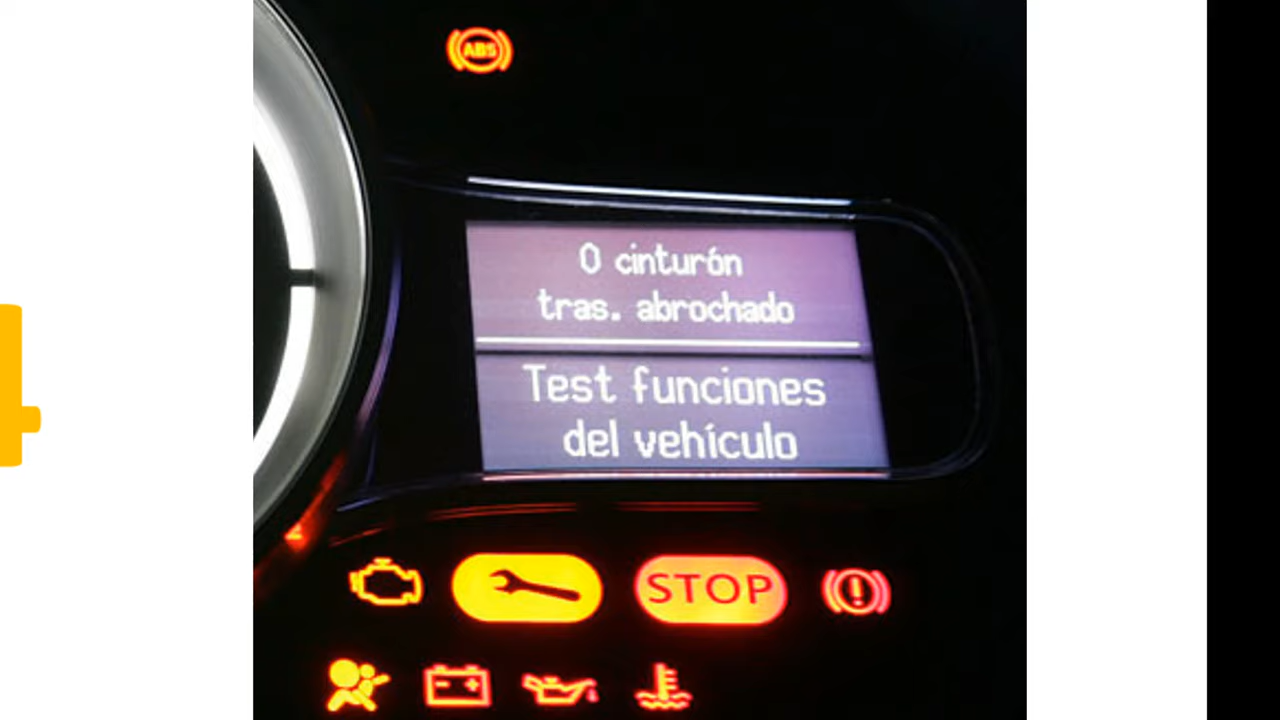 ABS
0 cinturón
tras. abrochado
Test funciones
del vehículo
STOP